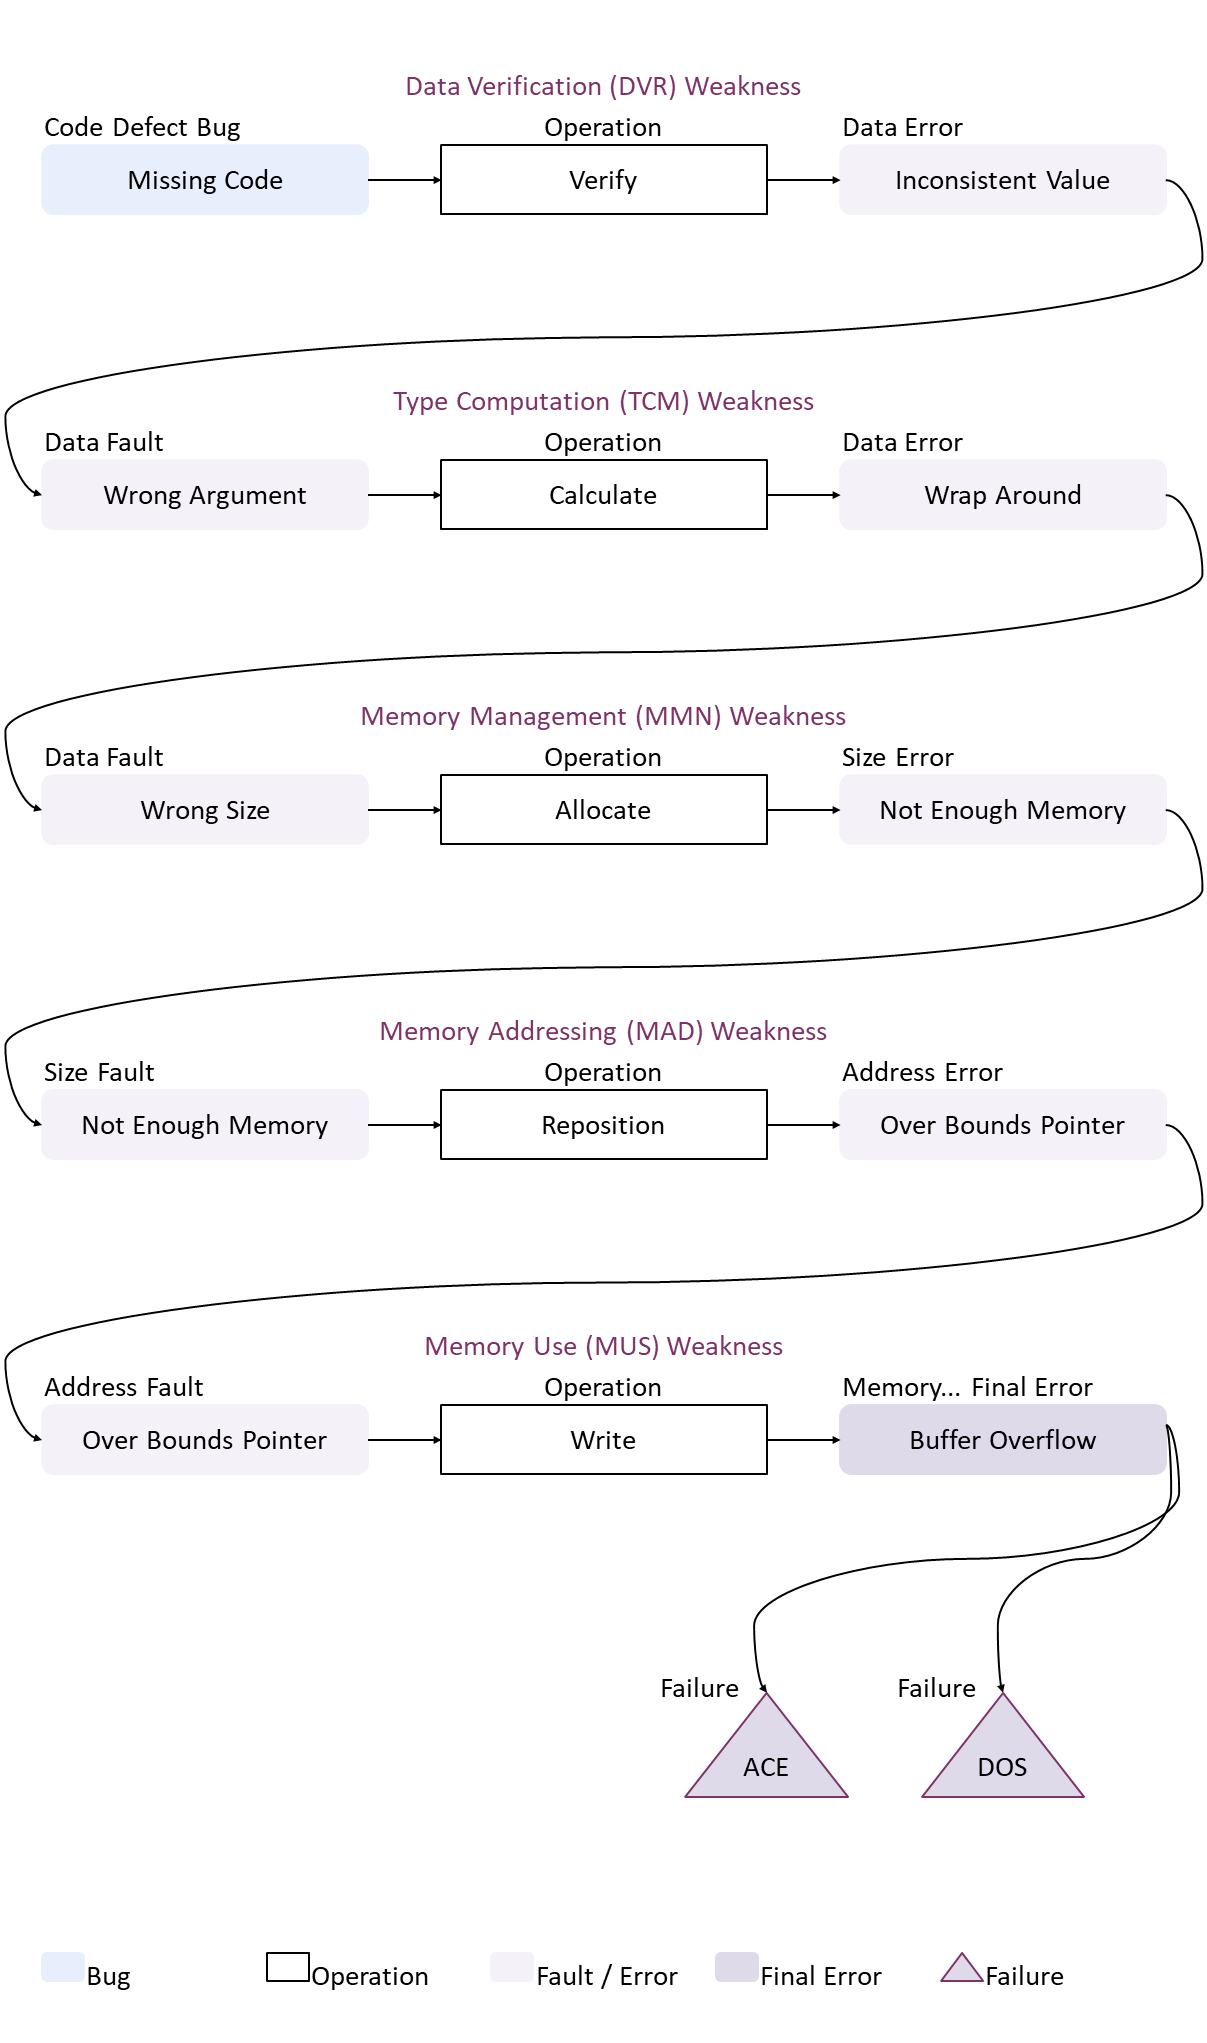 Data Verification (DVR) Weakness
Code Defect Bug Operation Data Error
Missing Code Verify Inconsistent Value
Type Computation (TCM) Weakness
Data Fault Operation Data Error
Wrong Argument Calculate Wrap Around
Memory Management (MMN) Weakness
Data Fault Operation Size Error
Wrong Size Allocate Not Enough Memory
Memory Addressing (MAD) Weakness
Size Fault Operation Address Error
Not Enough Memory Reposition Over Bounds Pointer
Memory Use (MUS) Weakness
Address Fault Operation Memory... Final Error
Over Bounds Pointer Write Buffer Overflow
Failure Failure
ACE DOS
Bug Operation Fault / Error Final Error Failure